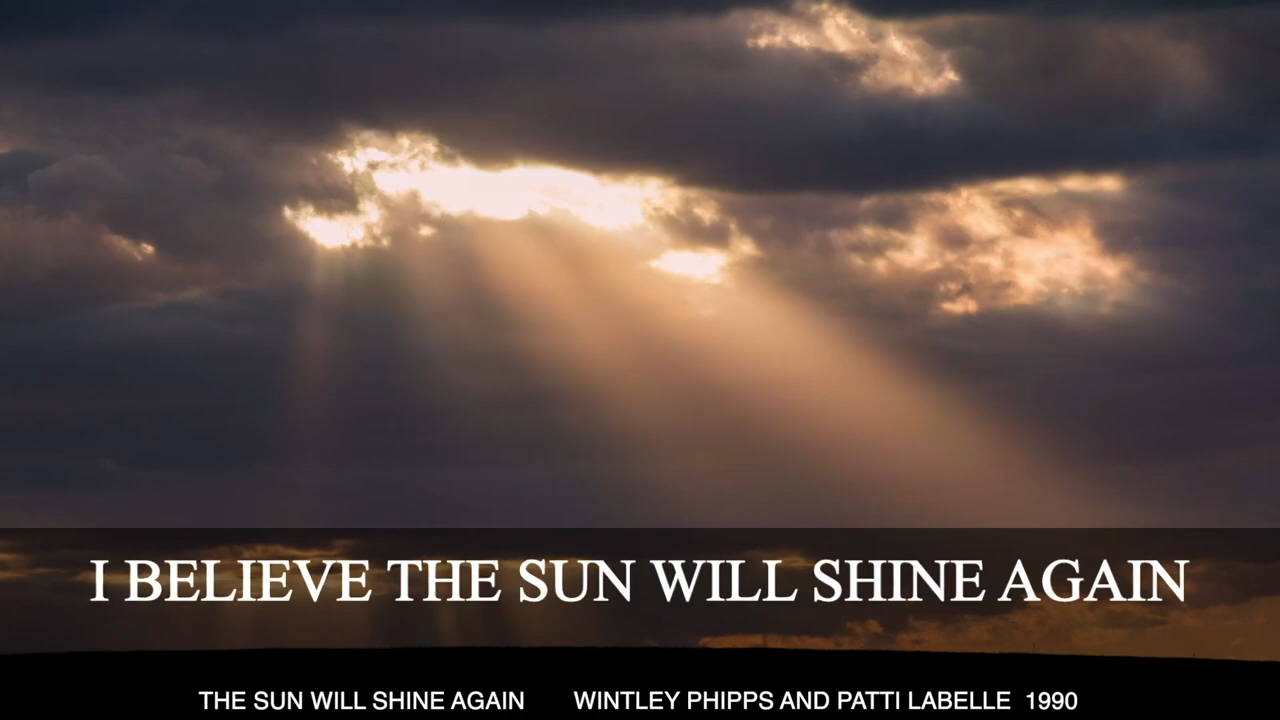 I BELIEVE THE SUN WILL SHINE AGAIN
THE SUN WILL SHINE AGAIN WINTLEY PHIPPS AND PATTI LABELLE 1990